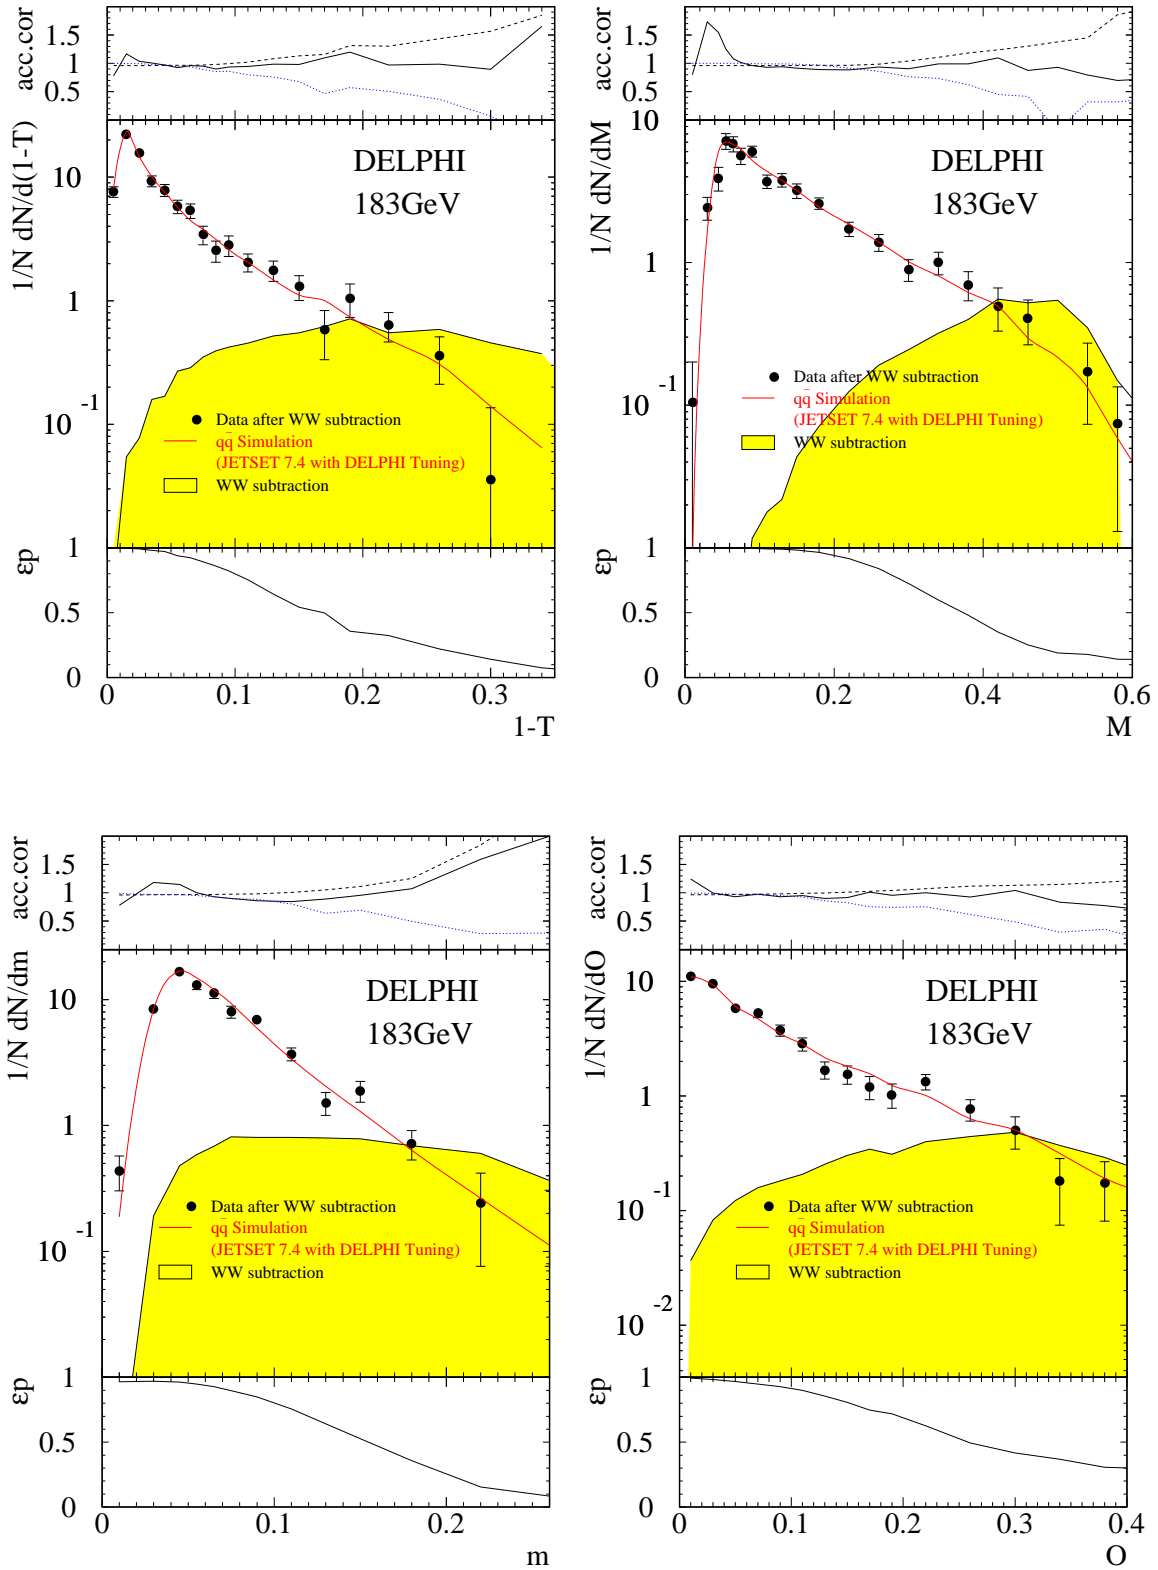 acc.cor
1.5
1
0.5
1/N dN/d(1-T)
DELPHI
183GeV
10
1
10 -1
Data after WW subtraction
qq̄ Simulation
(JETSET 7.4 with DELPHI Tuning)
WW subtraction
εp
1
0.5
0
0 0.1 0.2 0.3
1-T
acc.cor
1.5
1
0.5
0
1/N dN/dM
DELPHI
183GeV
10
1
10 -1
Data after WW subtraction
qq̄ Simulation
(JETSET 7.4 with DELPHI Tuning)
WW subtraction
εp
1
0.5
0
0 0.2 0.4 0.6
M
acc.cor
1.5
1
0.5
1/N dN/dm
DELPHI
183GeV
10
1
10 -1
Data after WW subtraction
qq̄ Simulation
(JETSET 7.4 with DELPHI Tuning)
WW subtraction
εp
1
0.5
0
0 0.1 0.2
m
acc.cor
1.5
1
0.5
1/N dN/dO
DELPHI
183GeV
10
1
10 -1
10 -2
Data after WW subtraction
qq̄ Simulation
(JETSET 7.4 with DELPHI Tuning)
WW subtraction
εp
1
0.5
0
0 0.1 0.2 0.3 0.4
O